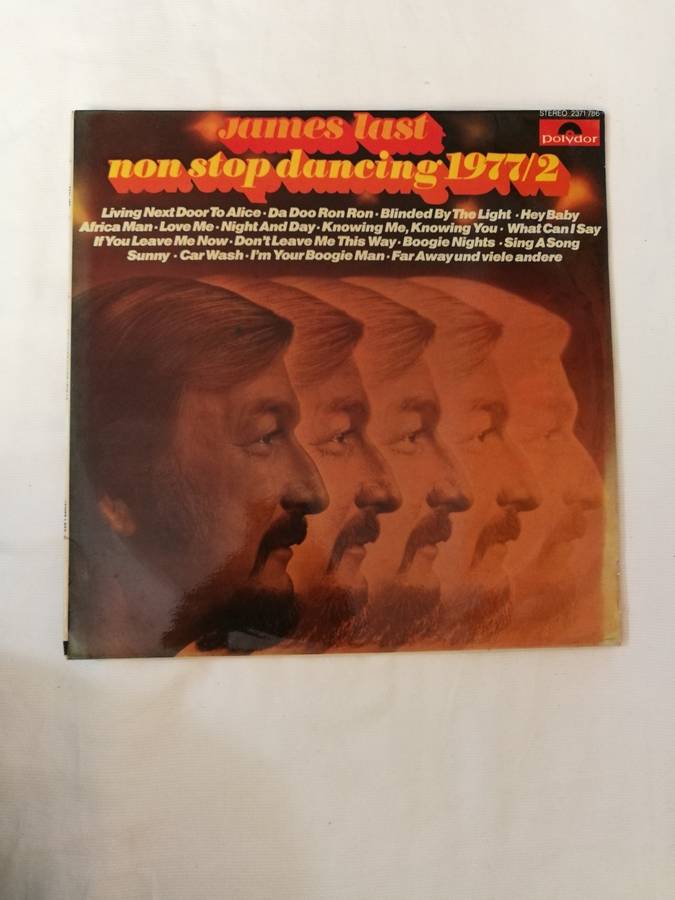 STEREO 2371 786
polydor
james last
non stop dancing 1977/2
Living Next Door To Alice · Da Doo Ron Ron · Blinded By The Light · Hey Baby
Africa Man · Love Me · Night And Day · Knowing Me, Knowing You · What Can I Say
If You Leave Me Now · Don't Leave Me This Way · Boogie Nights · Sing A Song
Sunny · Car Wash · I'm Your Boogie Man · Far Away und viele andere